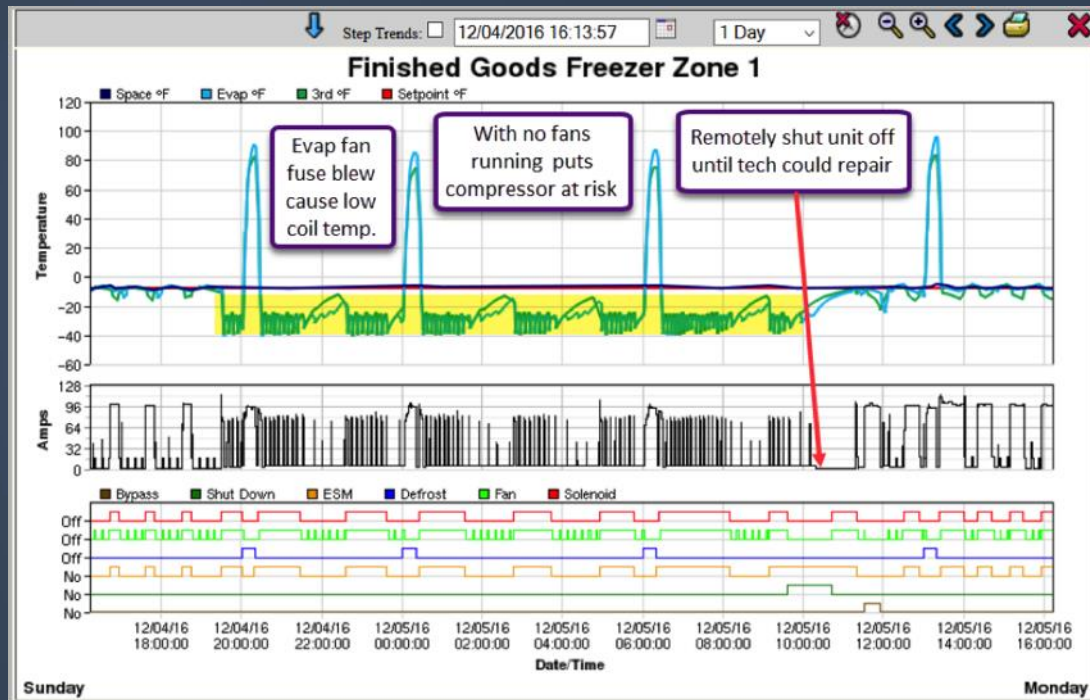 Step Trends:
12/04/2016 16:13:57
1 Day
Finished Goods Freezer Zone 1
Space °F
Evap °F
3rd °F
Setpoint °F
Temperature
120
100
80
60
40
20
0
-20
-40
-60
Evap fan
fuse blew
cause low
coil temp.
With no fans
running puts
compressor at risk
Remotely shut unit off
until tech could repair
Amps
128
96
64
32
0
Bypass
Shut Down
ESM
Defrost
Fan
Solenoid
Off
Off
Off
No
No
No
12/04/16
18:00:00
12/04/16
20:00:00
12/04/16
22:00:00
12/05/16
00:00:00
12/05/16
02:00:00
12/05/16
04:00:00
12/05/16
06:00:00
12/05/16
08:00:00
12/05/16
10:00:00
12/05/16
12:00:00
12/05/16
14:00:00
12/05/16
16:00:00
Date/Time
Sunday
Monday